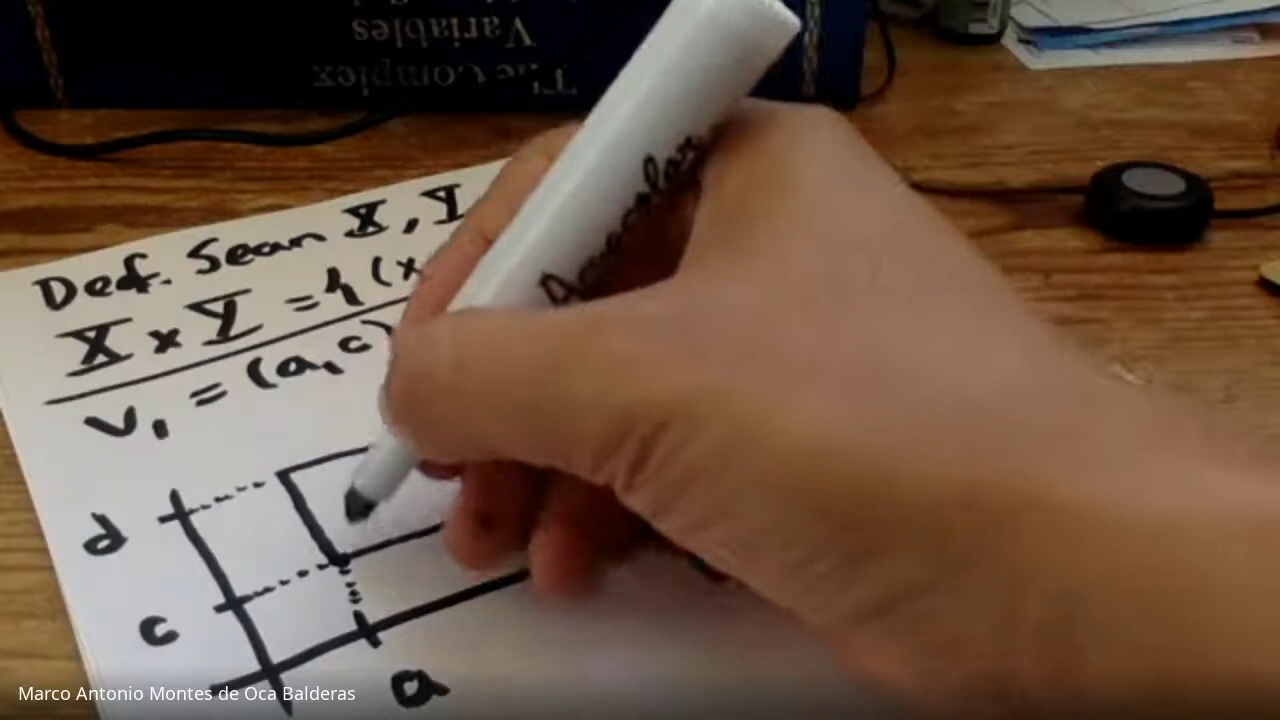 The Complex
Variables
Def. Sean X, Y
X x Y = {(x
v₁ = (a, c)
d
c
a
Marco Antonio Montes de Oca Balderas